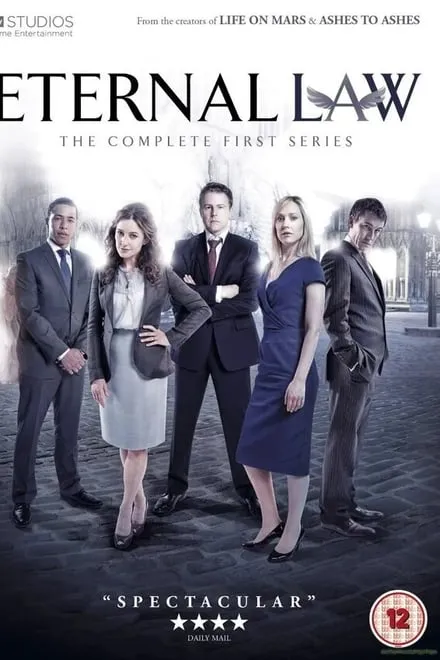 STUDIOS
me Entertainment
From the creators of LIFE ON MARS & ASHES TO ASHES
ETERNAL LAW
THE COMPLETE FIRST SERIES
“SPECTACULAR”
★★★★
DAILY MAIL
12